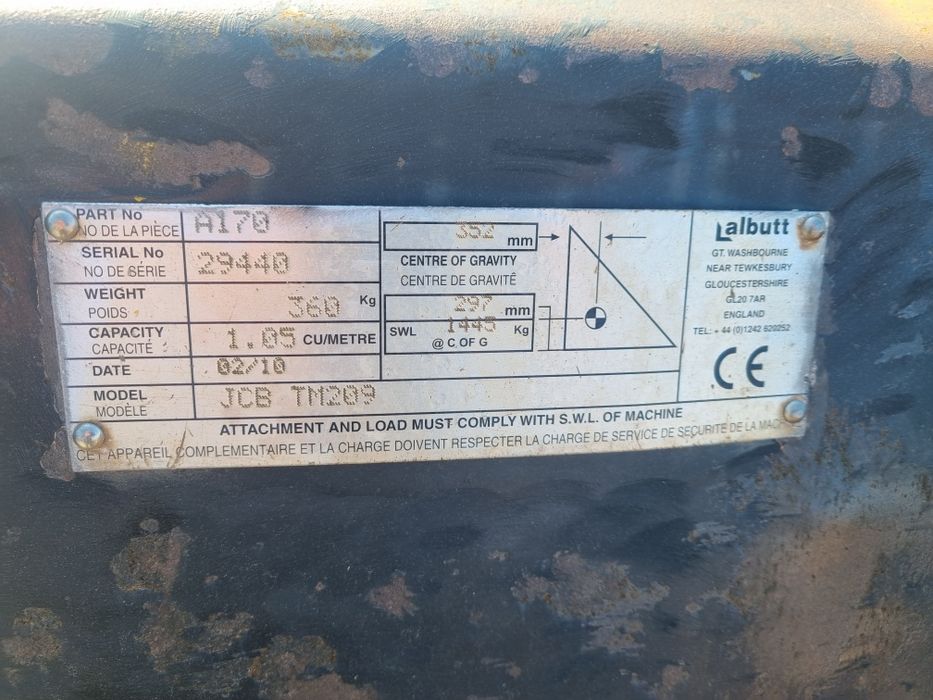 PART No A170
NO DE LA PIÈCE
SERIAL No 29440
NO DE SÉRIE
WEIGHT 360 Kg
POIDS
CAPACITY 1.05 CU/METRE
CAPACITÉ
DATE 02/10
MODEL JCB TM209
MODÈLE
352 mm
CENTRE OF GRAVITY
CENTRE DE GRAVITÉ
297 mm
SWL 1445 Kg
@ C OF G
albutt
GT. WASHBOURNE
NEAR TEWKESBURY
GLOUCESTERSHIRE
GL20 7AR
ENGLAND
TEL: + 44 (0)1242 620252
CE
ATTACHMENT AND LOAD MUST COMPLY WITH S.W.L. OF MACHINE
CET APPAREIL COMPLEMENTAIRE ET LA CHARGE DOIVENT RESPECTER LA CHARGE DE SERVICE DE SECURITE DE LA